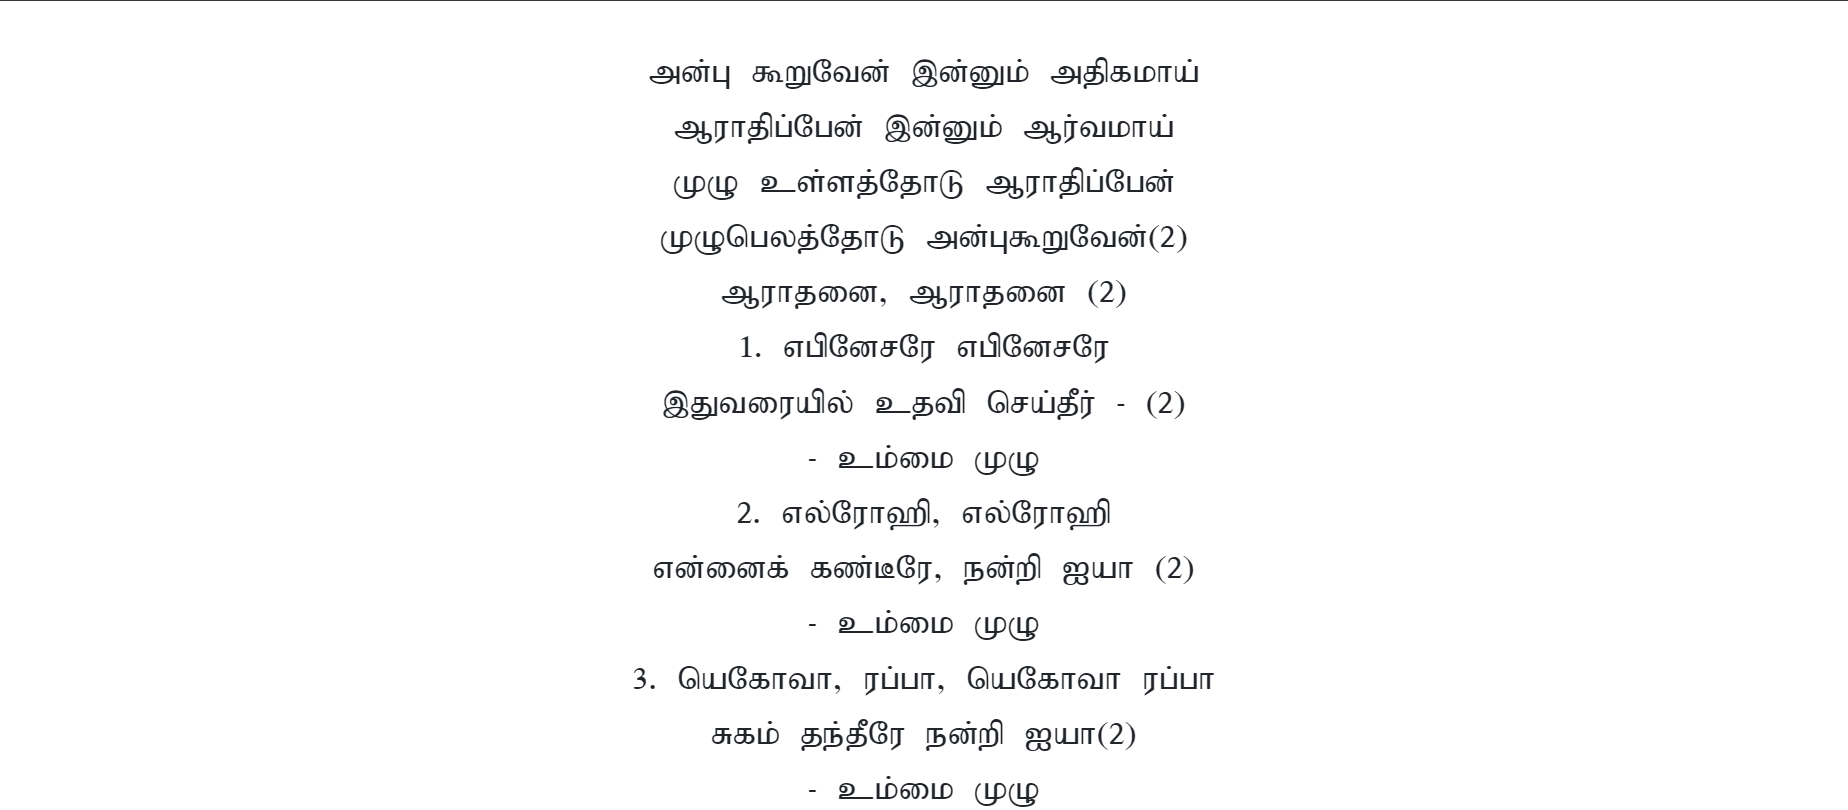 அன்பு கூறுவேன் இன்னும் அதிகமாய்
ஆராதிப்பேன் இன்னும் ஆர்வமாய்
முழு உள்ளத்தோடு ஆராதிப்பேன்
முழுபெலத்தோடு அன்புகூறுவேன்(2)
ஆராதனை, ஆராதனை (2)
1. எபினேசரே எபினேசரே
இதுவரையில் உதவி செய்தீர் - (2)
- உம்மை முழு
2. எல்ரோஹி, எல்ரோஹி
என்னைக் கண்டீரே, நன்றி ஐயா (2)
- உம்மை முழு
3. யெகோவா, ரப்பா, யெகோவா ரப்பா
சுகம் தந்தீரே நன்றி ஐயா(2)
- உம்மை முழு